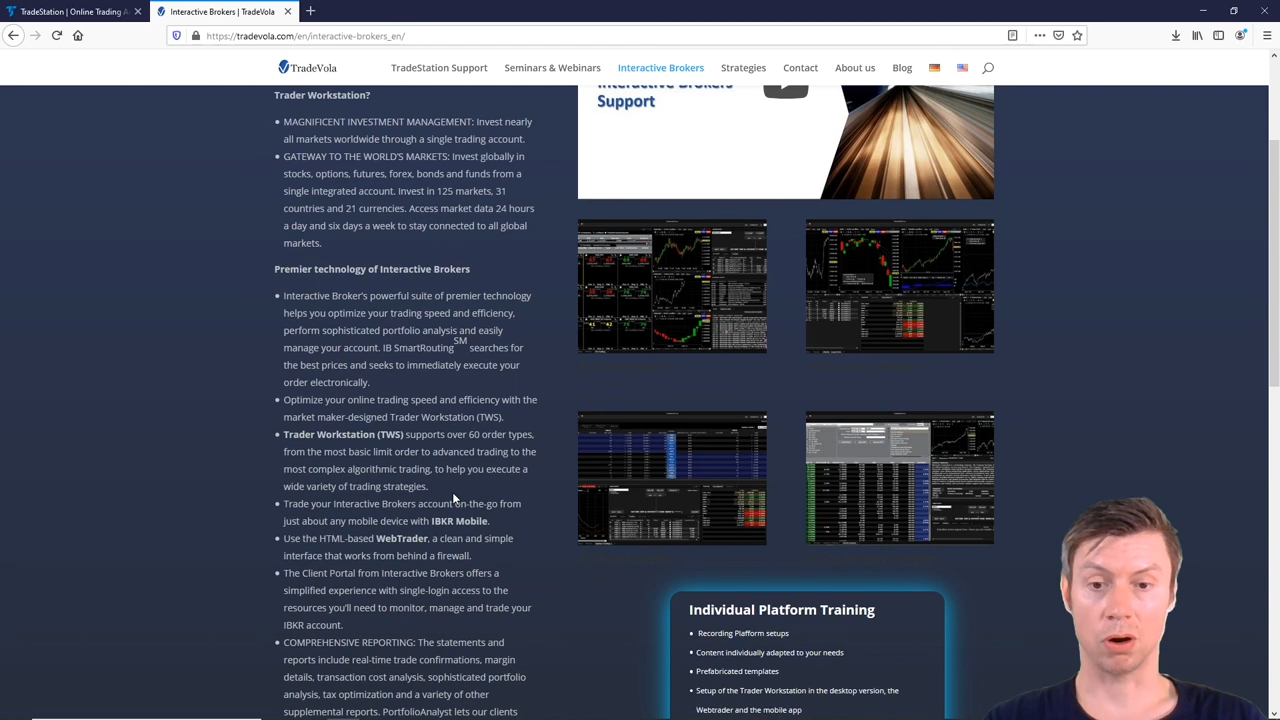 TradeStation | Online Trading A
Interactive Brokers | TradeVola
https://tradevola.com/en/interactive-brokers_en/
TradeVola
TradeStation Support
Seminars & Webinars
Interactive Brokers
Strategies
Contact
About us
Blog
Trader Workstation?
MAGNIFICENT INVESTMENT MANAGEMENT: Invest nearly
all markets worldwide through a single trading account.
GATEWAY TO THE WORLD'S MARKETS: Invest globally in
stocks, options, futures, forex, bonds and funds from a
single integrated account. Invest in 125 markets, 31
countries and 21 currencies. Access market data 24 hours
a day and six days a week to stay connected to all global
markets.
Premier technology of Interactive Brokers
Interactive Broker's powerful suite of premier technology
helps you optimize your trading speed and efficiency,
perform sophisticated portfolio analysis and easily
manage your account. IB SmartRouting SM searches for
the best prices and seeks to immediately execute your
order electronically.
Optimize your online trading speed and efficiency with the
market maker-designed Trader Workstation (TWS).
Trader Workstation (TWS) supports over 60 order types,
from the most basic limit order to advanced trading to the
most complex algorithmic trading, to help you execute a
wide variety of trading strategies.
Trade your Interactive Brokers account on-the-go from
just about any mobile device with IBKR Mobile.
Use the HTML-based WebTrader, a clean and simple
interface that works from behind a firewall.
The Client Portal from Interactive Brokers offers a
simplified experience with single-login access to the
resources you'll need to monitor, manage and trade your
IBKR account.
COMPREHENSIVE REPORTING: The statements and
reports include real-time trade confirmations, margin
details, transaction cost analysis, sophisticated portfolio
analysis, tax optimization and a variety of other
supplemental reports. PortfolioAnalyst lets our clients
Interactive Brokers
Support
Individual Platform Training
Recording Plafform setups
Content individually adapted to your needs
Prefabricated templates
Setup of the Trader Workstation in the desktop version, the
Webtrader and the mobile app